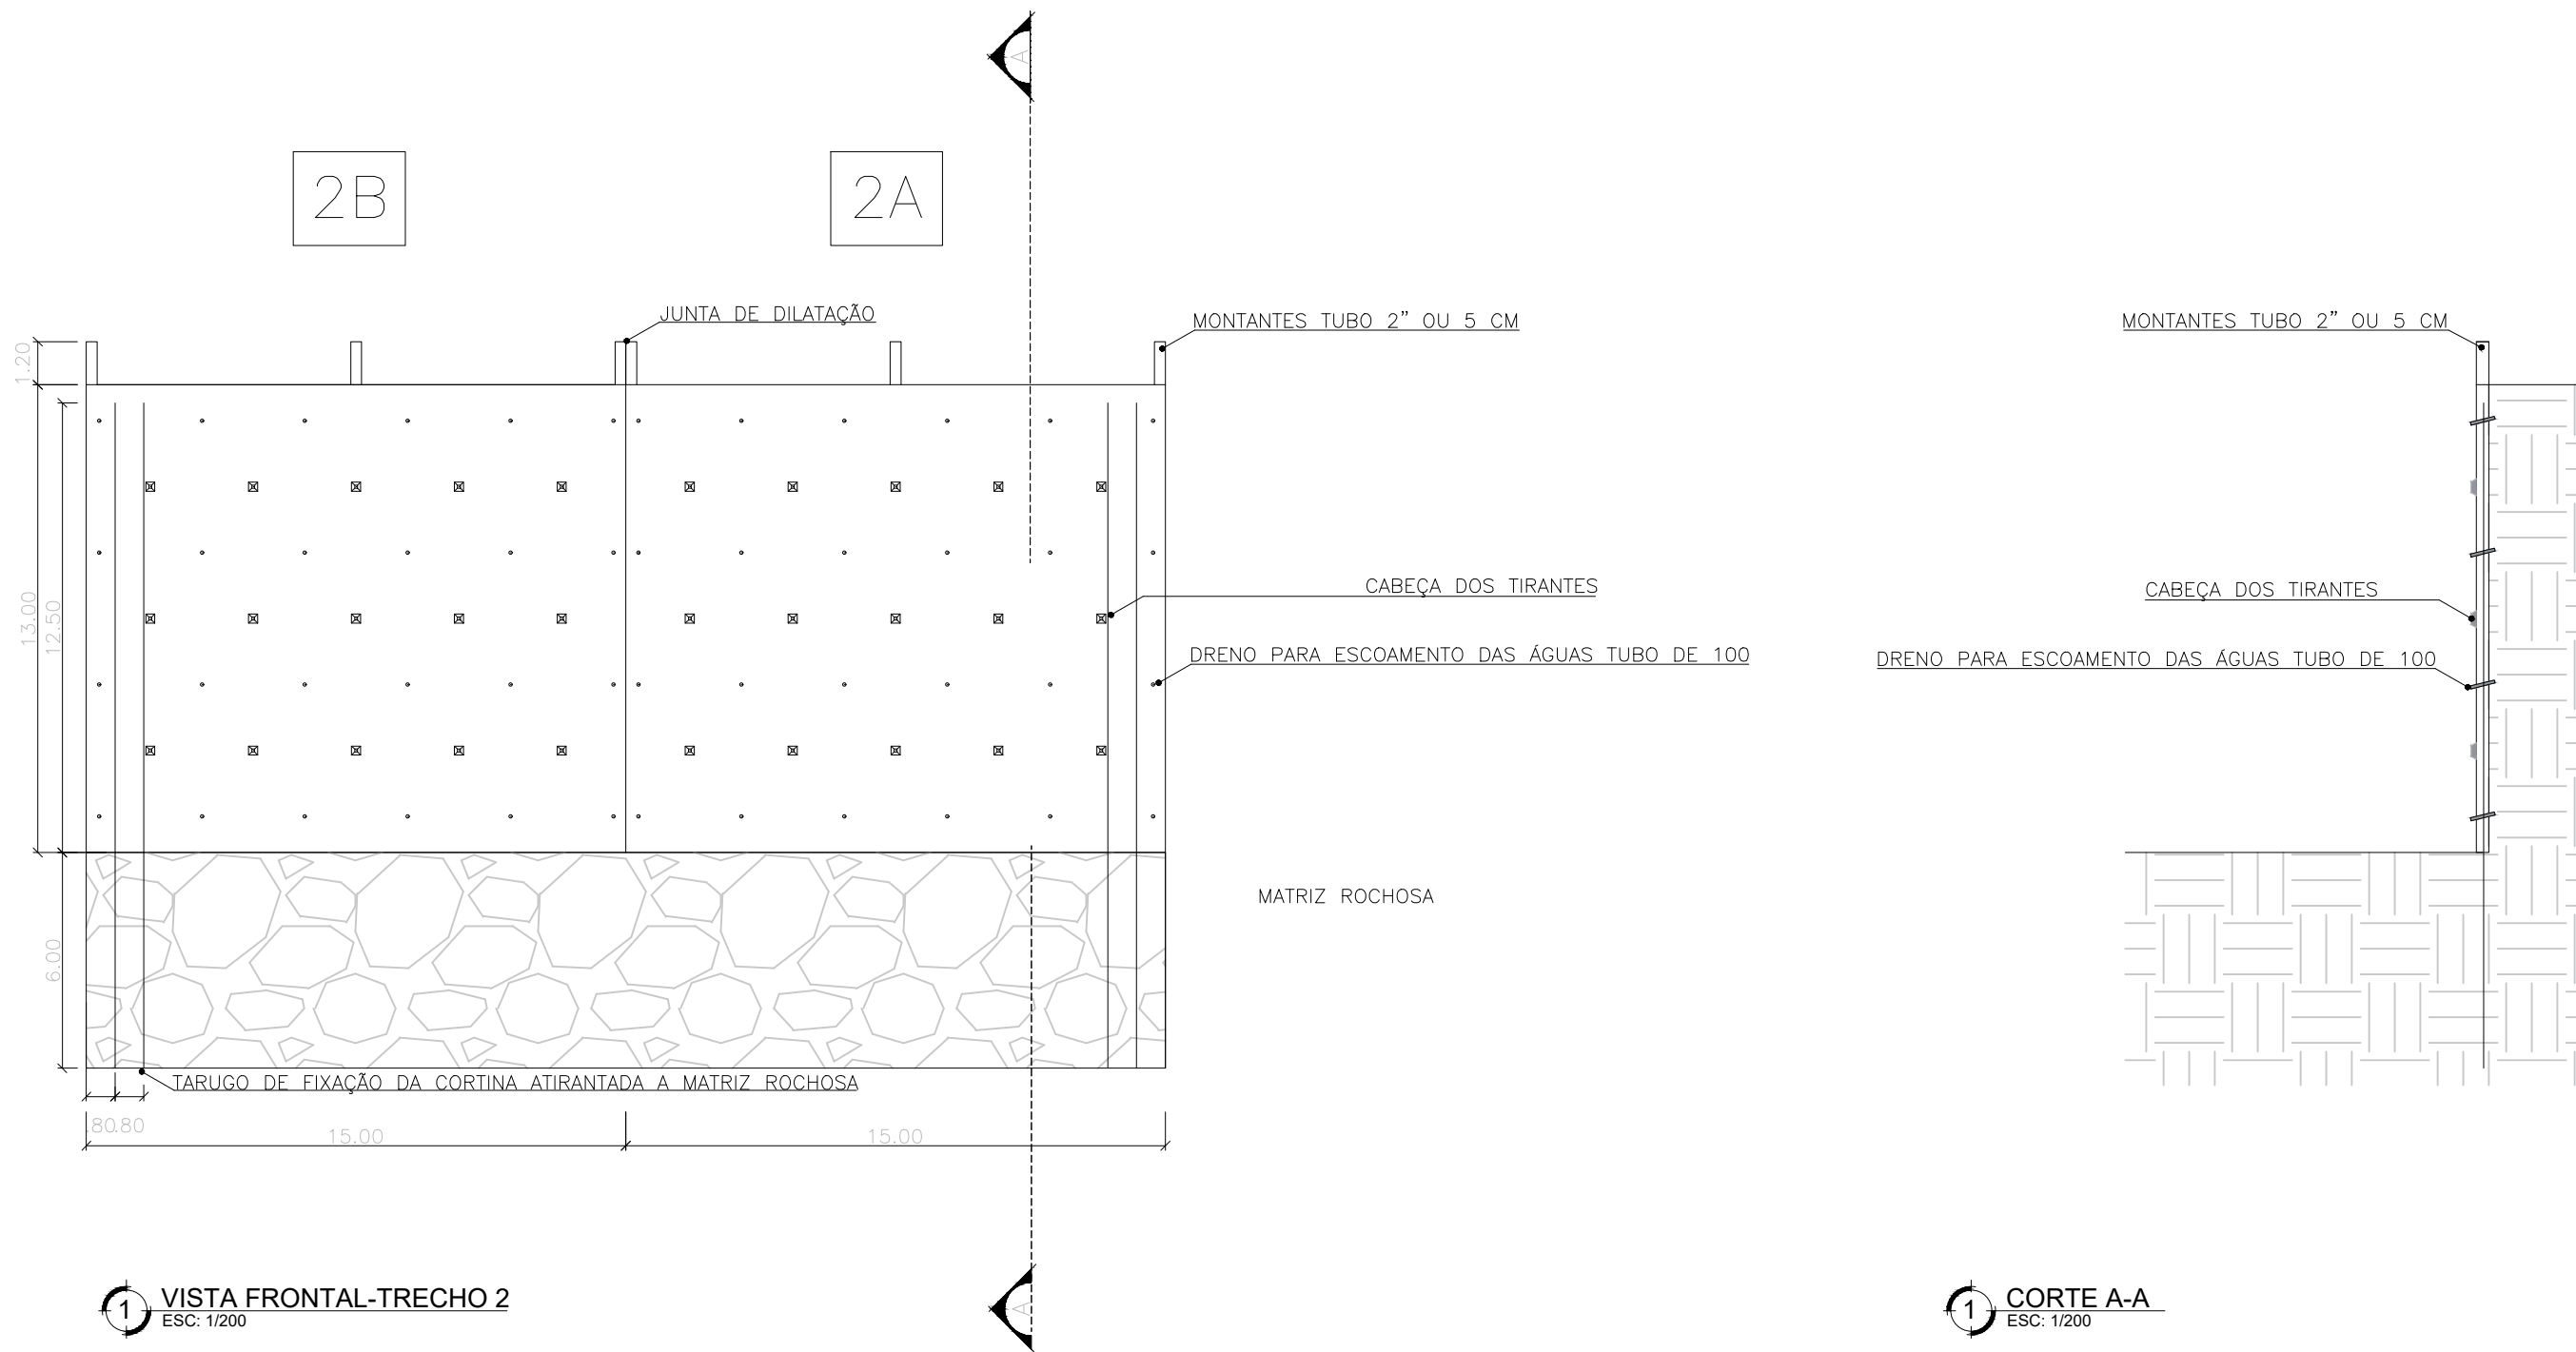 A
2B
2A
JUNTA DE DILATAÇÃO
MONTANTES TUBO 2” OU 5 CM
MONTANTES TUBO 2” OU 5 CM
1.20
13.00
12.50
CABEÇA DOS TIRANTES
CABEÇA DOS TIRANTES
DRENO PARA ESCOAMENTO DAS ÁGUAS TUBO DE 100
DRENO PARA ESCOAMENTO DAS ÁGUAS TUBO DE 100
MATRIZ ROCHOSA
6.00
TARUGO DE FIXAÇÃO DA CORTINA ATIRANTADA A MATRIZ ROCHOSA
.80
.80
15.00
15.00
A
1
VISTA FRONTAL-TRECHO 2
ESC: 1/200
1
CORTE A-A
ESC: 1/200